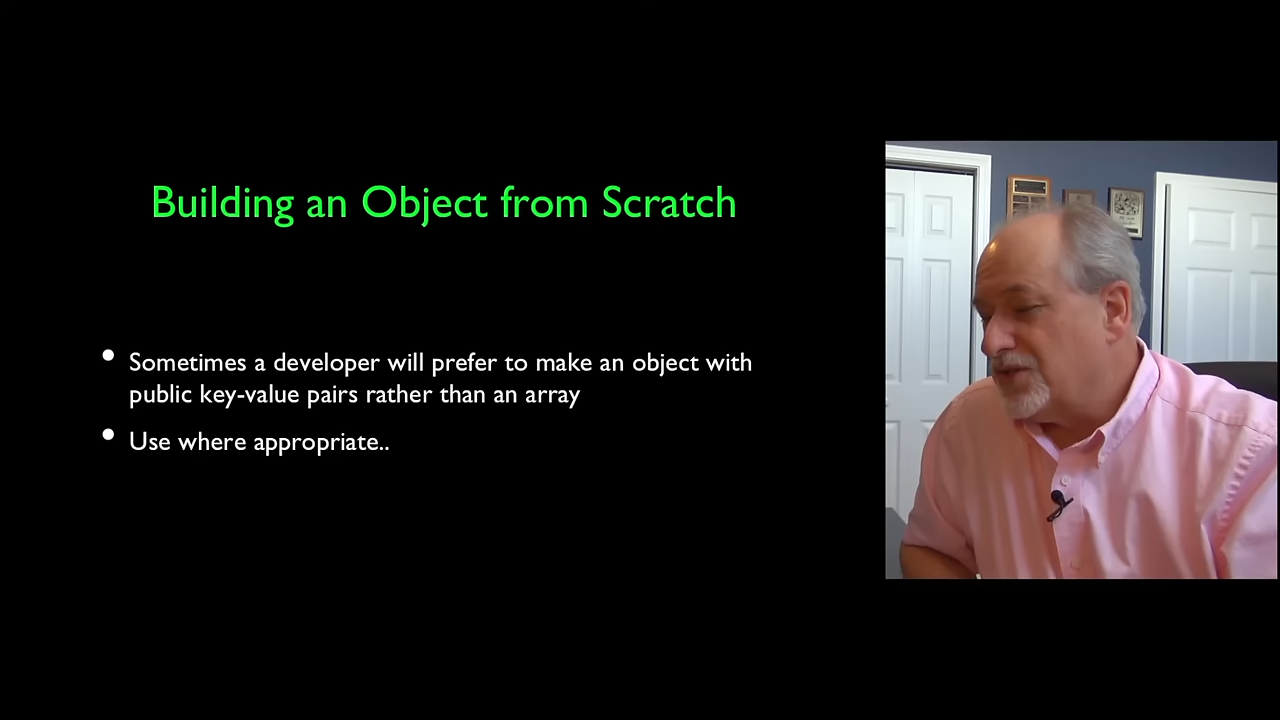 Building an Object from Scratch
• Sometimes a developer will prefer to make an object with
public key-value pairs rather than an array
• Use where appropriate..